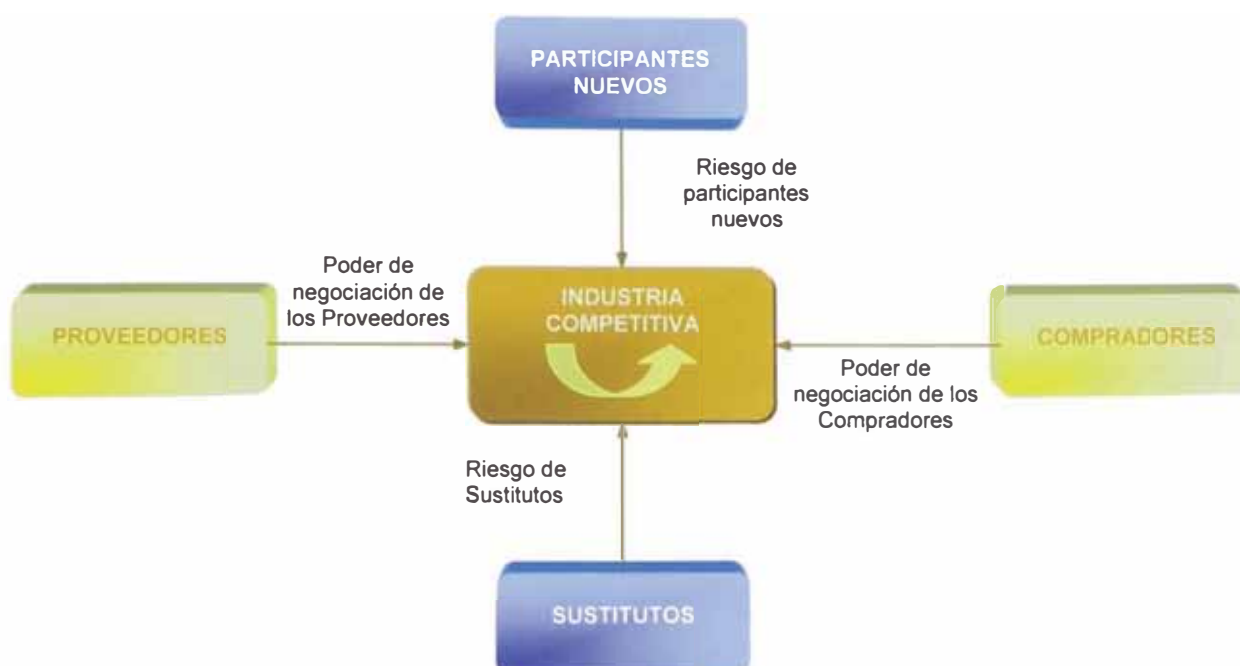 PARTICIPANTES
NUEVOS
Riesgo de
participantes
nuevos
Poder de
negociación de
los Proveedores
PROVEEDORES
INDUSTRIA
COMPETITIVA
COMPRADORES
Poder de
negociación de los
Compradores
Riesgo de
Sustitutos
SUSTITUTOS